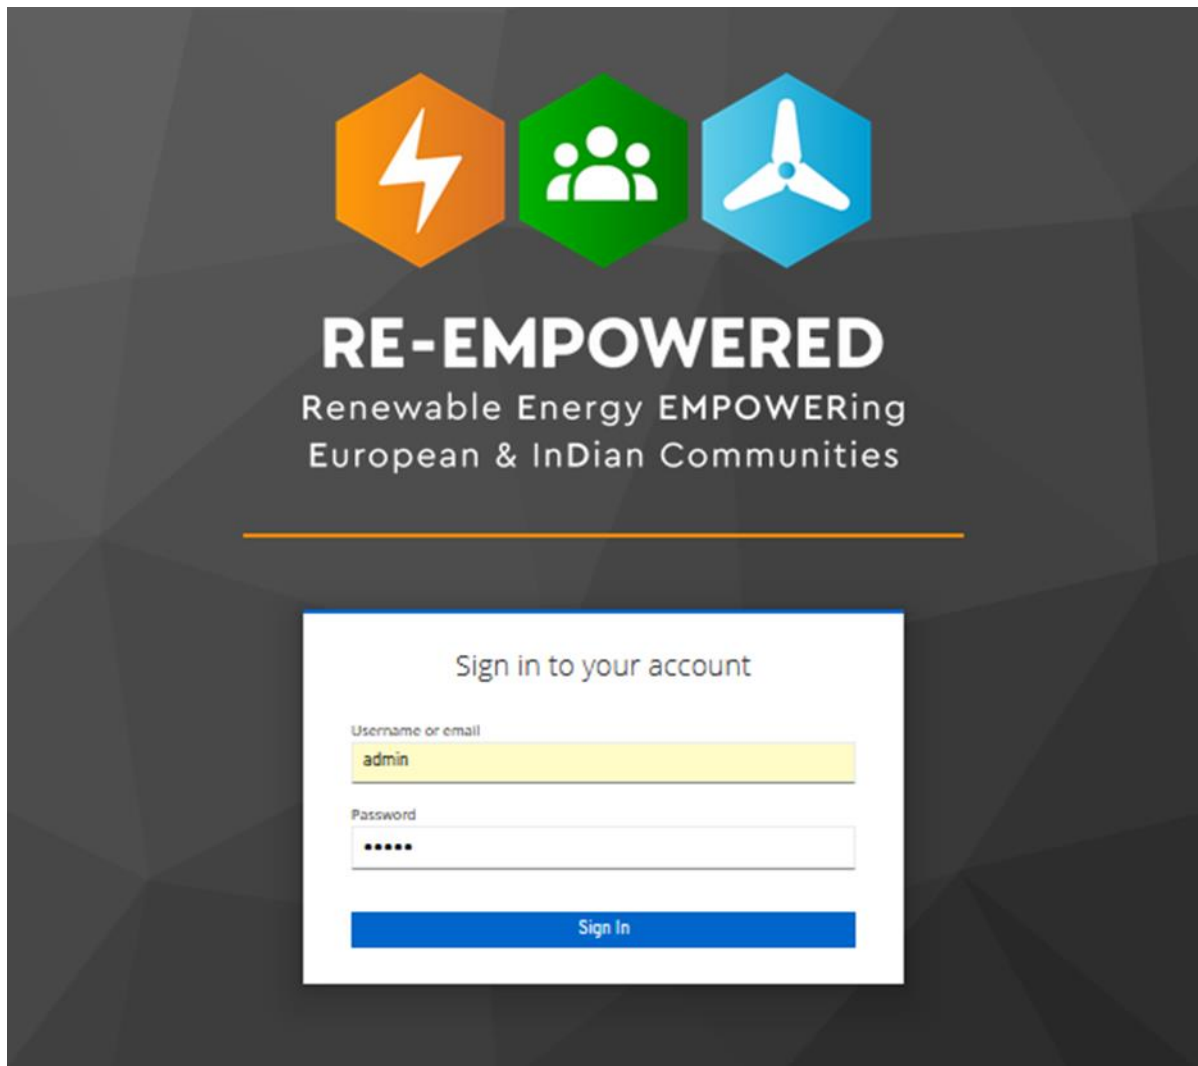 RE-EMPOWERED
Renewable Energy EMPOWERing
European & InDian Communities
Sign in to your account
Username or email
admin
Password
•••••
Sign In